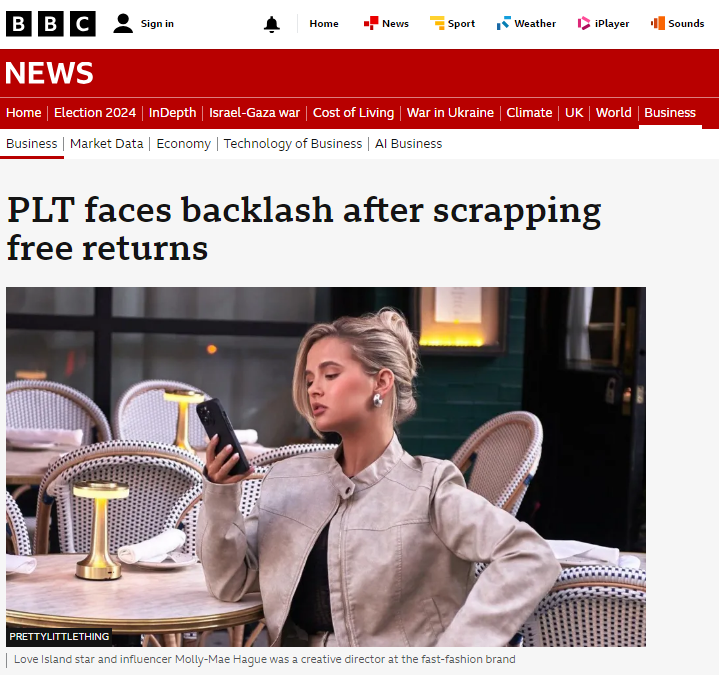 BBC Sign in Home News Sport Weather iPlayer Sounds
NEWS
Home Election 2024 InDepth Israel-Gaza war Cost of Living War in Ukraine Climate UK World Business
Business Market Data Economy Technology of Business AI Business
PLT faces backlash after scrapping
free returns
PRETTYLITTLETHING
Love Island star and influencer Molly-Mae Hague was a creative director at the fast-fashion brand